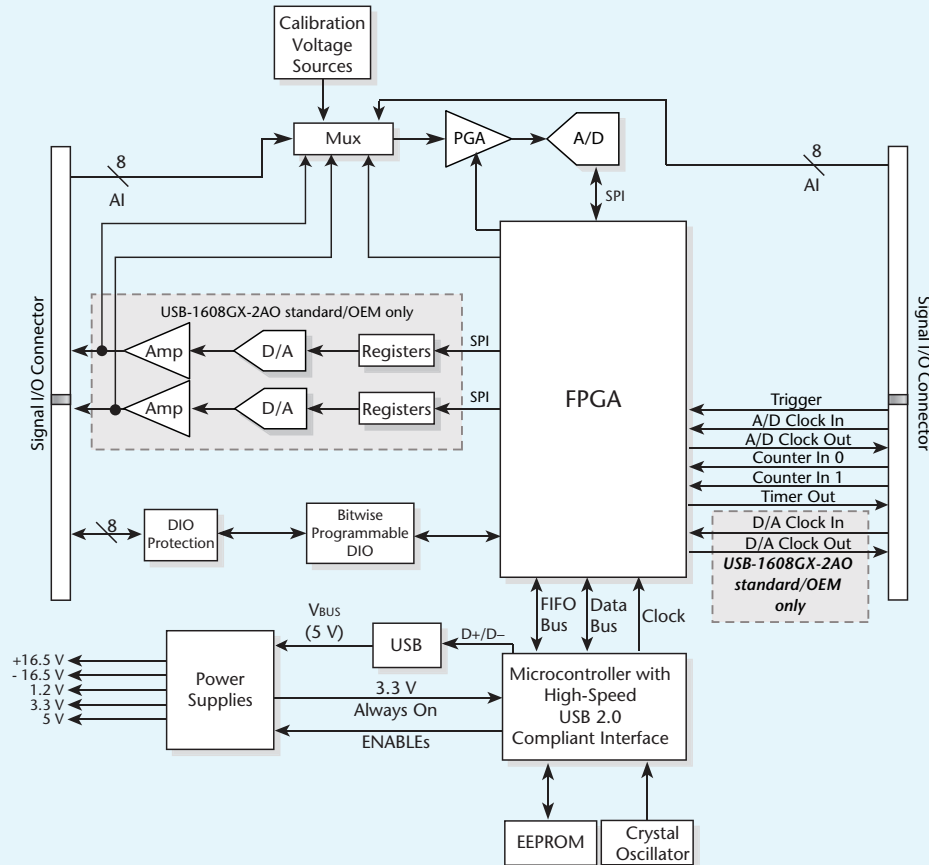 Calibration
Voltage
Sources
Mux
PGA
A/D
8
AI
8
AI
SPI
Signal I/O Connector
USB-1608GX-2AO standard/OEM only
Amp
D/A
Registers
SPI
Amp
D/A
Registers
SPI
FPGA
Signal I/O Connector
Trigger
A/D Clock In
A/D Clock Out
Counter In 0
Counter In 1
Timer Out
D/A Clock In
D/A Clock Out
USB-1608GX-2AO
standard/OEM
only
8
DIO
Protection
Bitwise
Programmable
DIO
FIFO
Bus
Data
Bus
Clock
VBUS
(5 V)
USB
D+/D–
+16.5 V
- 16.5 V
1.2 V
3.3 V
5 V
Power
Supplies
3.3 V
Always On
ENABLEs
Microcontroller with
High-Speed
USB 2.0
Compliant Interface
EEPROM
Crystal
Oscillator